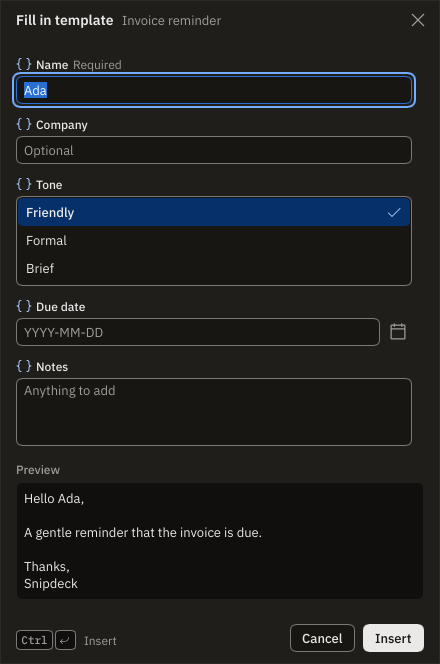 Fill in template Invoice reminder
{} Name Required
Ada
{} Company
Optional
{} Tone
Friendly
Formal
Brief
{} Due date
YYYY-MM-DD
{} Notes
Anything to add
Preview
Hello Ada,
A gentle reminder that the invoice is due.
Thanks,
Snipdeck
Ctrl ↵ Insert Cancel Insert